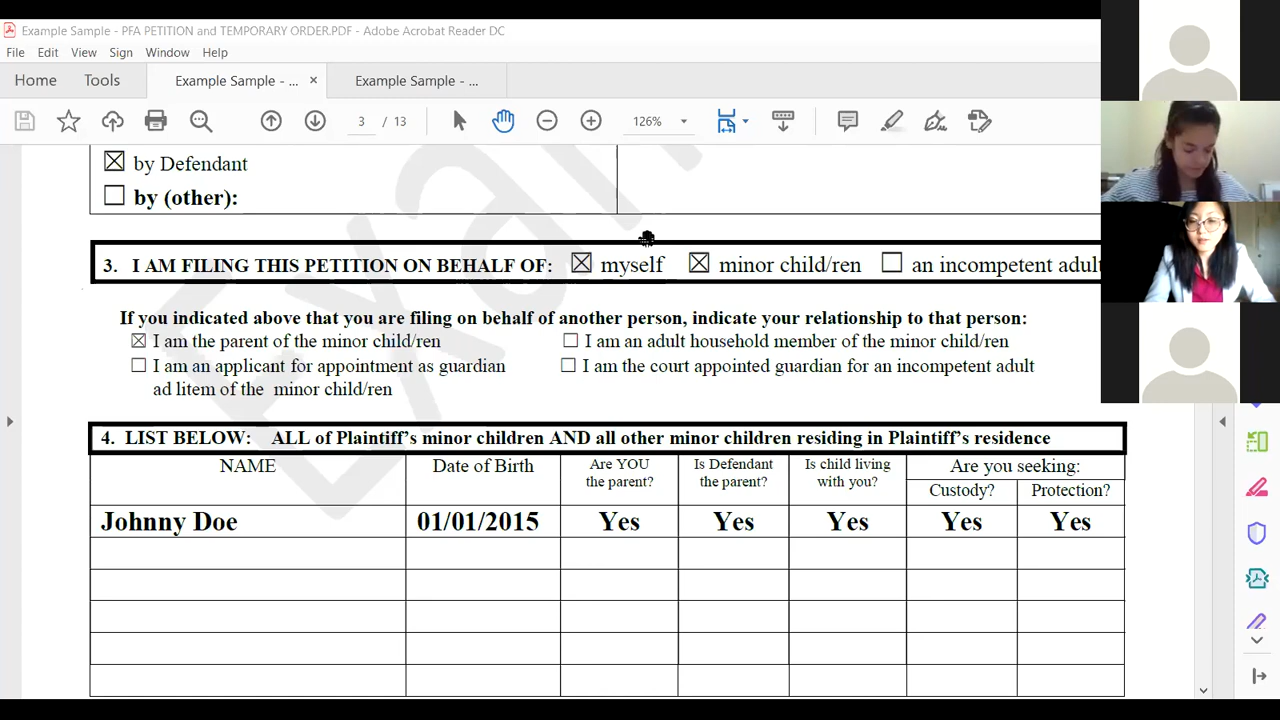 Example Sample - PFA PETITION and TEMPORARY ORDER.PDF - Adobe Acrobat Reader DC
File Edit View Sign Window Help
Home Tools Example Sample - ... × Example Sample - ...
3 / 13 126%
by Defendant
by (other):
3. I AM FILING THIS PETITION ON BEHALF OF: myself minor child/ren an incompetent adult
If you indicated above that you are filing on behalf of another person, indicate your relationship to that person:
I am the parent of the minor child/ren I am an adult household member of the minor child/ren
I am an applicant for appointment as guardian I am the court appointed guardian for an incompetent adult
ad litem of the minor child/ren
4. LIST BELOW: ALL of Plaintiff's minor children AND all other minor children residing in Plaintiff's residence
NAME Date of Birth Are YOU the parent? Is Defendant the parent? Is child living with you? Are you seeking:
Custody? Protection?
Johnny Doe 01/01/2015 Yes Yes Yes Yes Yes
Exam